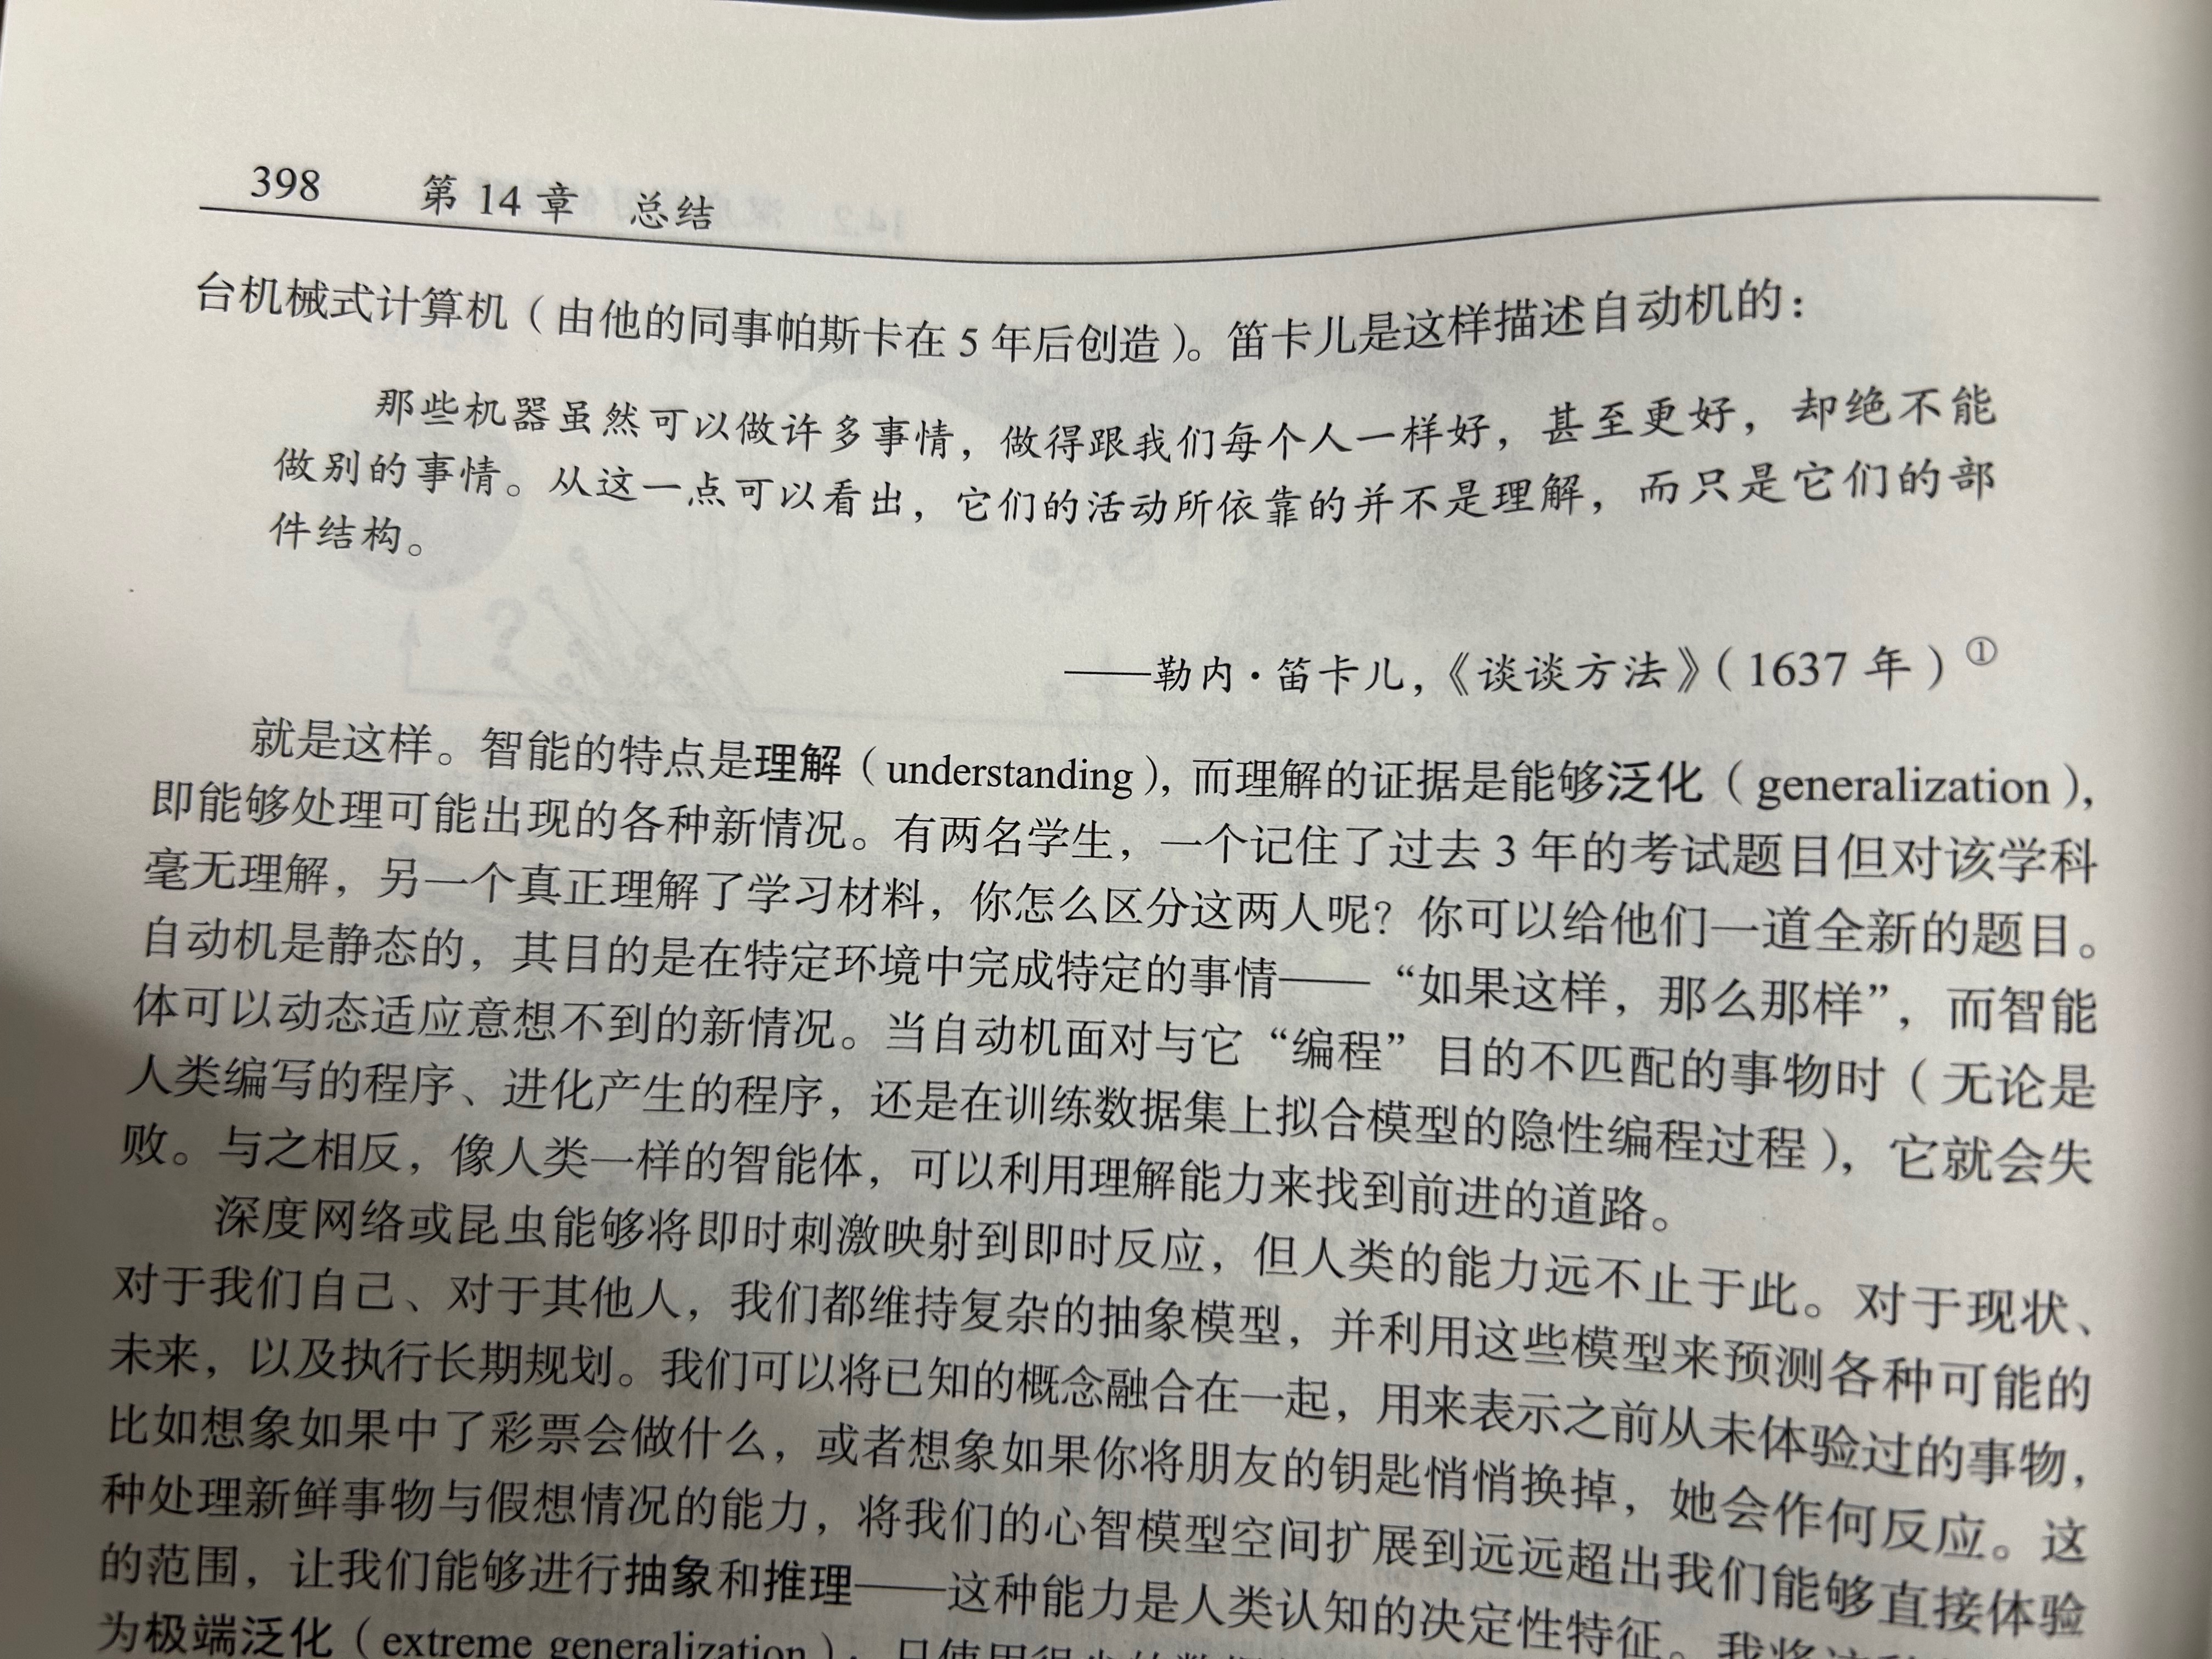 398 第 14 章 总结
台机械式计算机（由他的同事帕斯卡在 5 年后创造）。笛卡儿是这样描述自动机的：
那些机器虽然可以做许多事情，做得跟我们每个人一样好，甚至更好，却绝不能
做别的事情。从这一点可以看出，它们的活动所依靠的并不是理解，而只是它们的部
件结构。
——勒内·笛卡儿，《谈谈方法》（1637 年）①
就是这样。智能的特点是理解（understanding），而理解的证据是能够泛化（generalization），
即能够处理可能出现的各种新情况。有两名学生，一个记住了过去 3 年的考试题目但对该学科
毫无理解，另一个真正理解了学习材料，你怎么区分这两人呢？你可以给他们一道全新的题目。
自动机是静态的，其目的是在特定环境中完成特定的事情——“如果这样，那么那样”，而智能
体可以动态适应意想不到的新情况。当自动机面对与它“编程”目的不匹配的事物时（无论是
人类编写的程序、进化产生的程序，还是在训练数据集上拟合模型的隐性编程过程），它就会失
败。与之相反，像人类一样的智能体，可以利用理解能力来找到前进的道路。
深度网络或昆虫能够将即时刺激映射到即时反应，但人类的能力远不止于此。对于现状、
对于我们自己、对于其他人，我们都维持复杂的抽象模型，并利用这些模型来预测各种可能的
未来，以及执行长期规划。我们可以将已知的概念融合在一起，用来表示之前从未体验过的事物，
比如想象如果中了彩票会做什么，或者想象如果你将朋友的钥匙悄悄换掉，她会作何反应。这
种处理新鲜事物与假想情况的能力，将我们的心智模型空间扩展到远远超出我们能够直接体验
的范围，让我们能够进行抽象和推理——这种能力是人类认知的决定性特征。我将
为极端泛化（extreme generalization）：只使用很少的数据